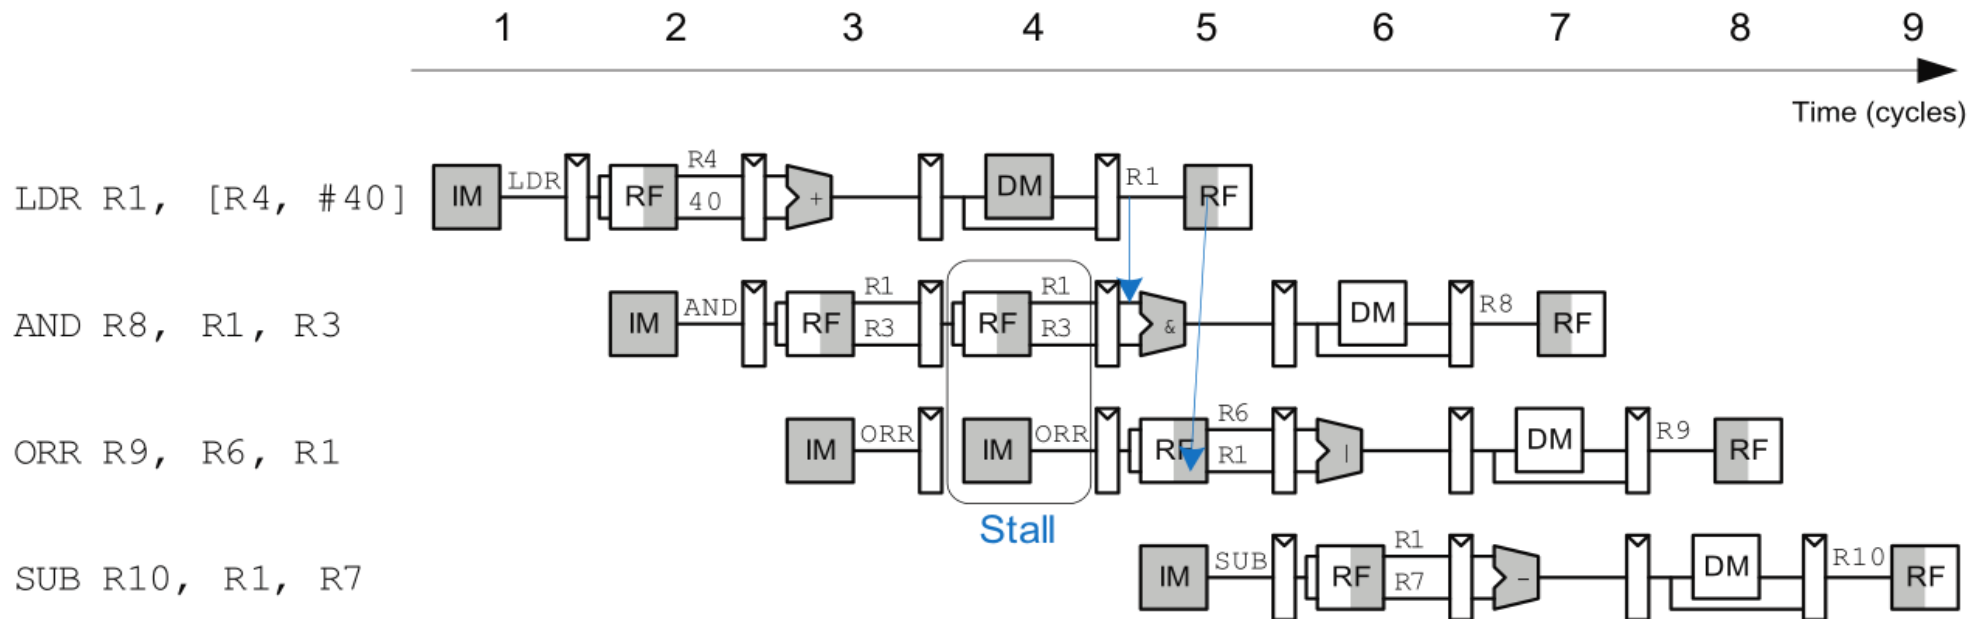 1 2 3 4 5 6 7 8 9
Time (cycles)
LDR R1, [R4, #40] IM LDR RF R4 40 + DM R1 RF
AND R8, R1, R3 IM AND RF R1 R3 RF R1 R3 & DM R8 RF
ORR R9, R6, R1 IM ORR IM ORR RF R6 R1 | DM R9 RF
Stall
SUB R10, R1, R7 IM SUB RF R1 R7 - DM R10 RF